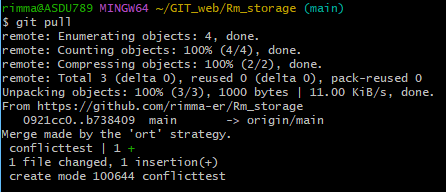 rimma@ASDU789 MINGW64 ~/GIT_web/Rm_storage (main)
$ git pull
remote: Enumerating objects: 4, done.
remote: Counting objects: 100% (4/4), done.
remote: Compressing objects: 100% (2/2), done.
remote: Total 3 (delta 0), reused 0 (delta 0), pack-reused 0
Unpacking objects: 100% (3/3), 1000 bytes | 11.00 KiB/s, done.
From https://github.com/rimma-er/Rm_storage
   0921cc0..b738409  main       -> origin/main
Merge made by the 'ort' strategy.
 conflicttest | 1 +
 1 file changed, 1 insertion(+)
 create mode 100644 conflicttest